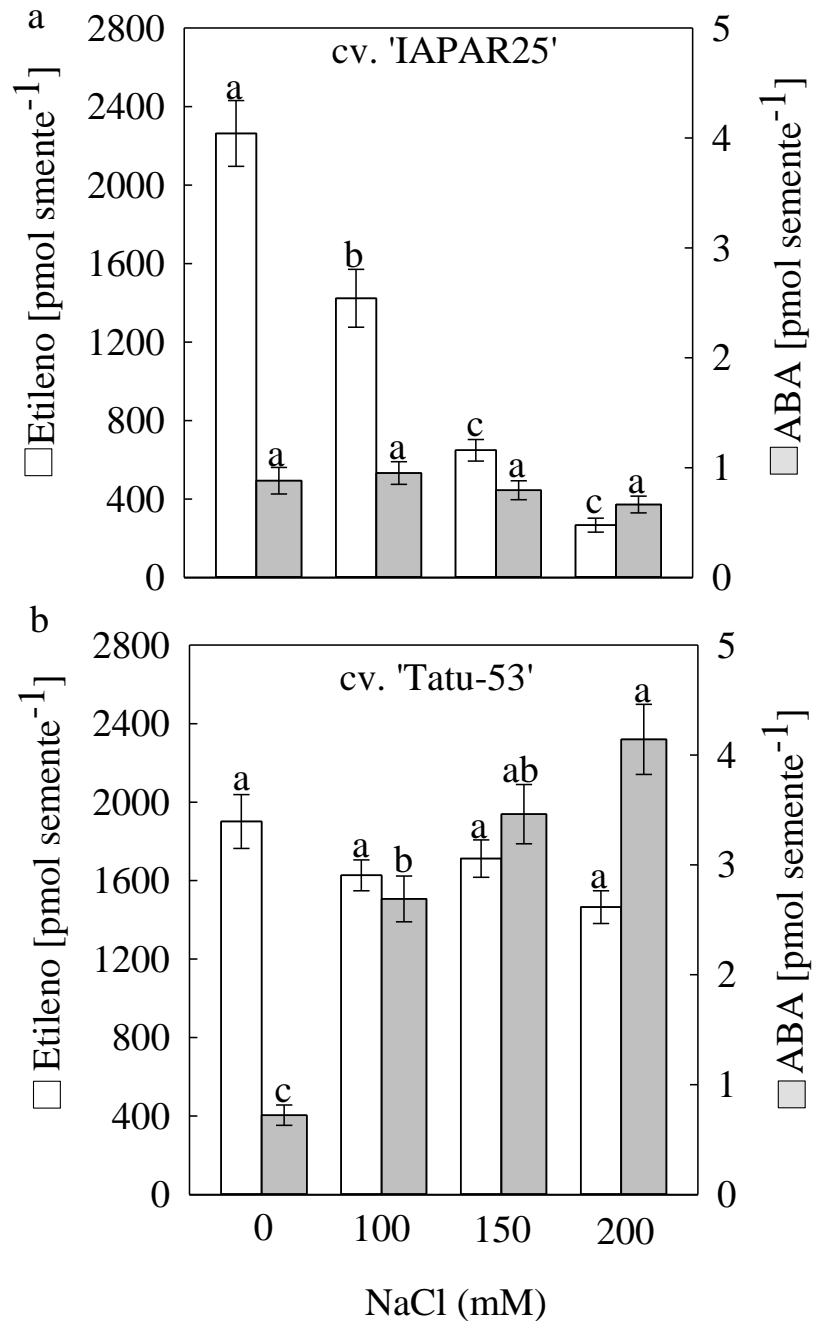 a
cv. 'IAPAR25'
Etileno [pmol smente⁻¹]
2800
2400
2000
1600
1200
800
400
0
a
a
b
a
c
a
c
a
5
4
3
2
1
0
ABA [pmol semente⁻¹]
b
cv. 'Tatu-53'
Etileno [pmol semente⁻¹]
2800
2400
2000
1600
1200
800
400
0
a
c
a
b
a
ab
a
a
5
4
3
2
1
0
ABA [pmol semente⁻¹]
0 100 150 200
NaCl (mM)